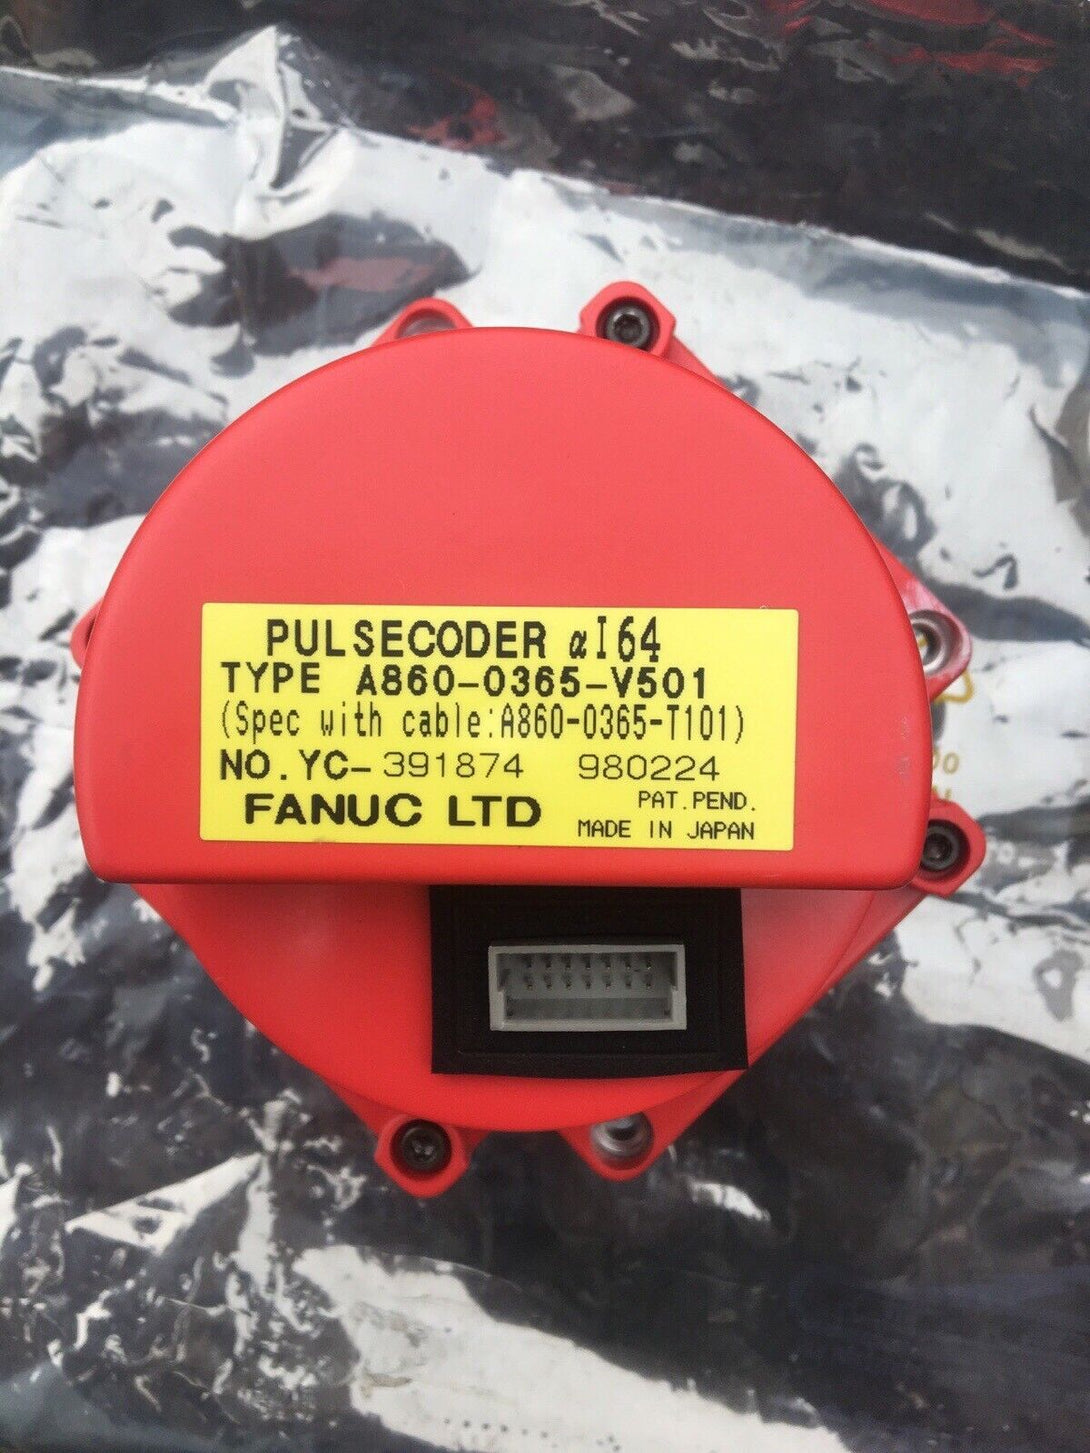 PULSECODER αI64
TYPE A860-0365-V501
(Spec with cable:A860-0365-T101)
NO.YC-391874 980224
FANUC LTD PAT.PEND.
MADE IN JAPAN